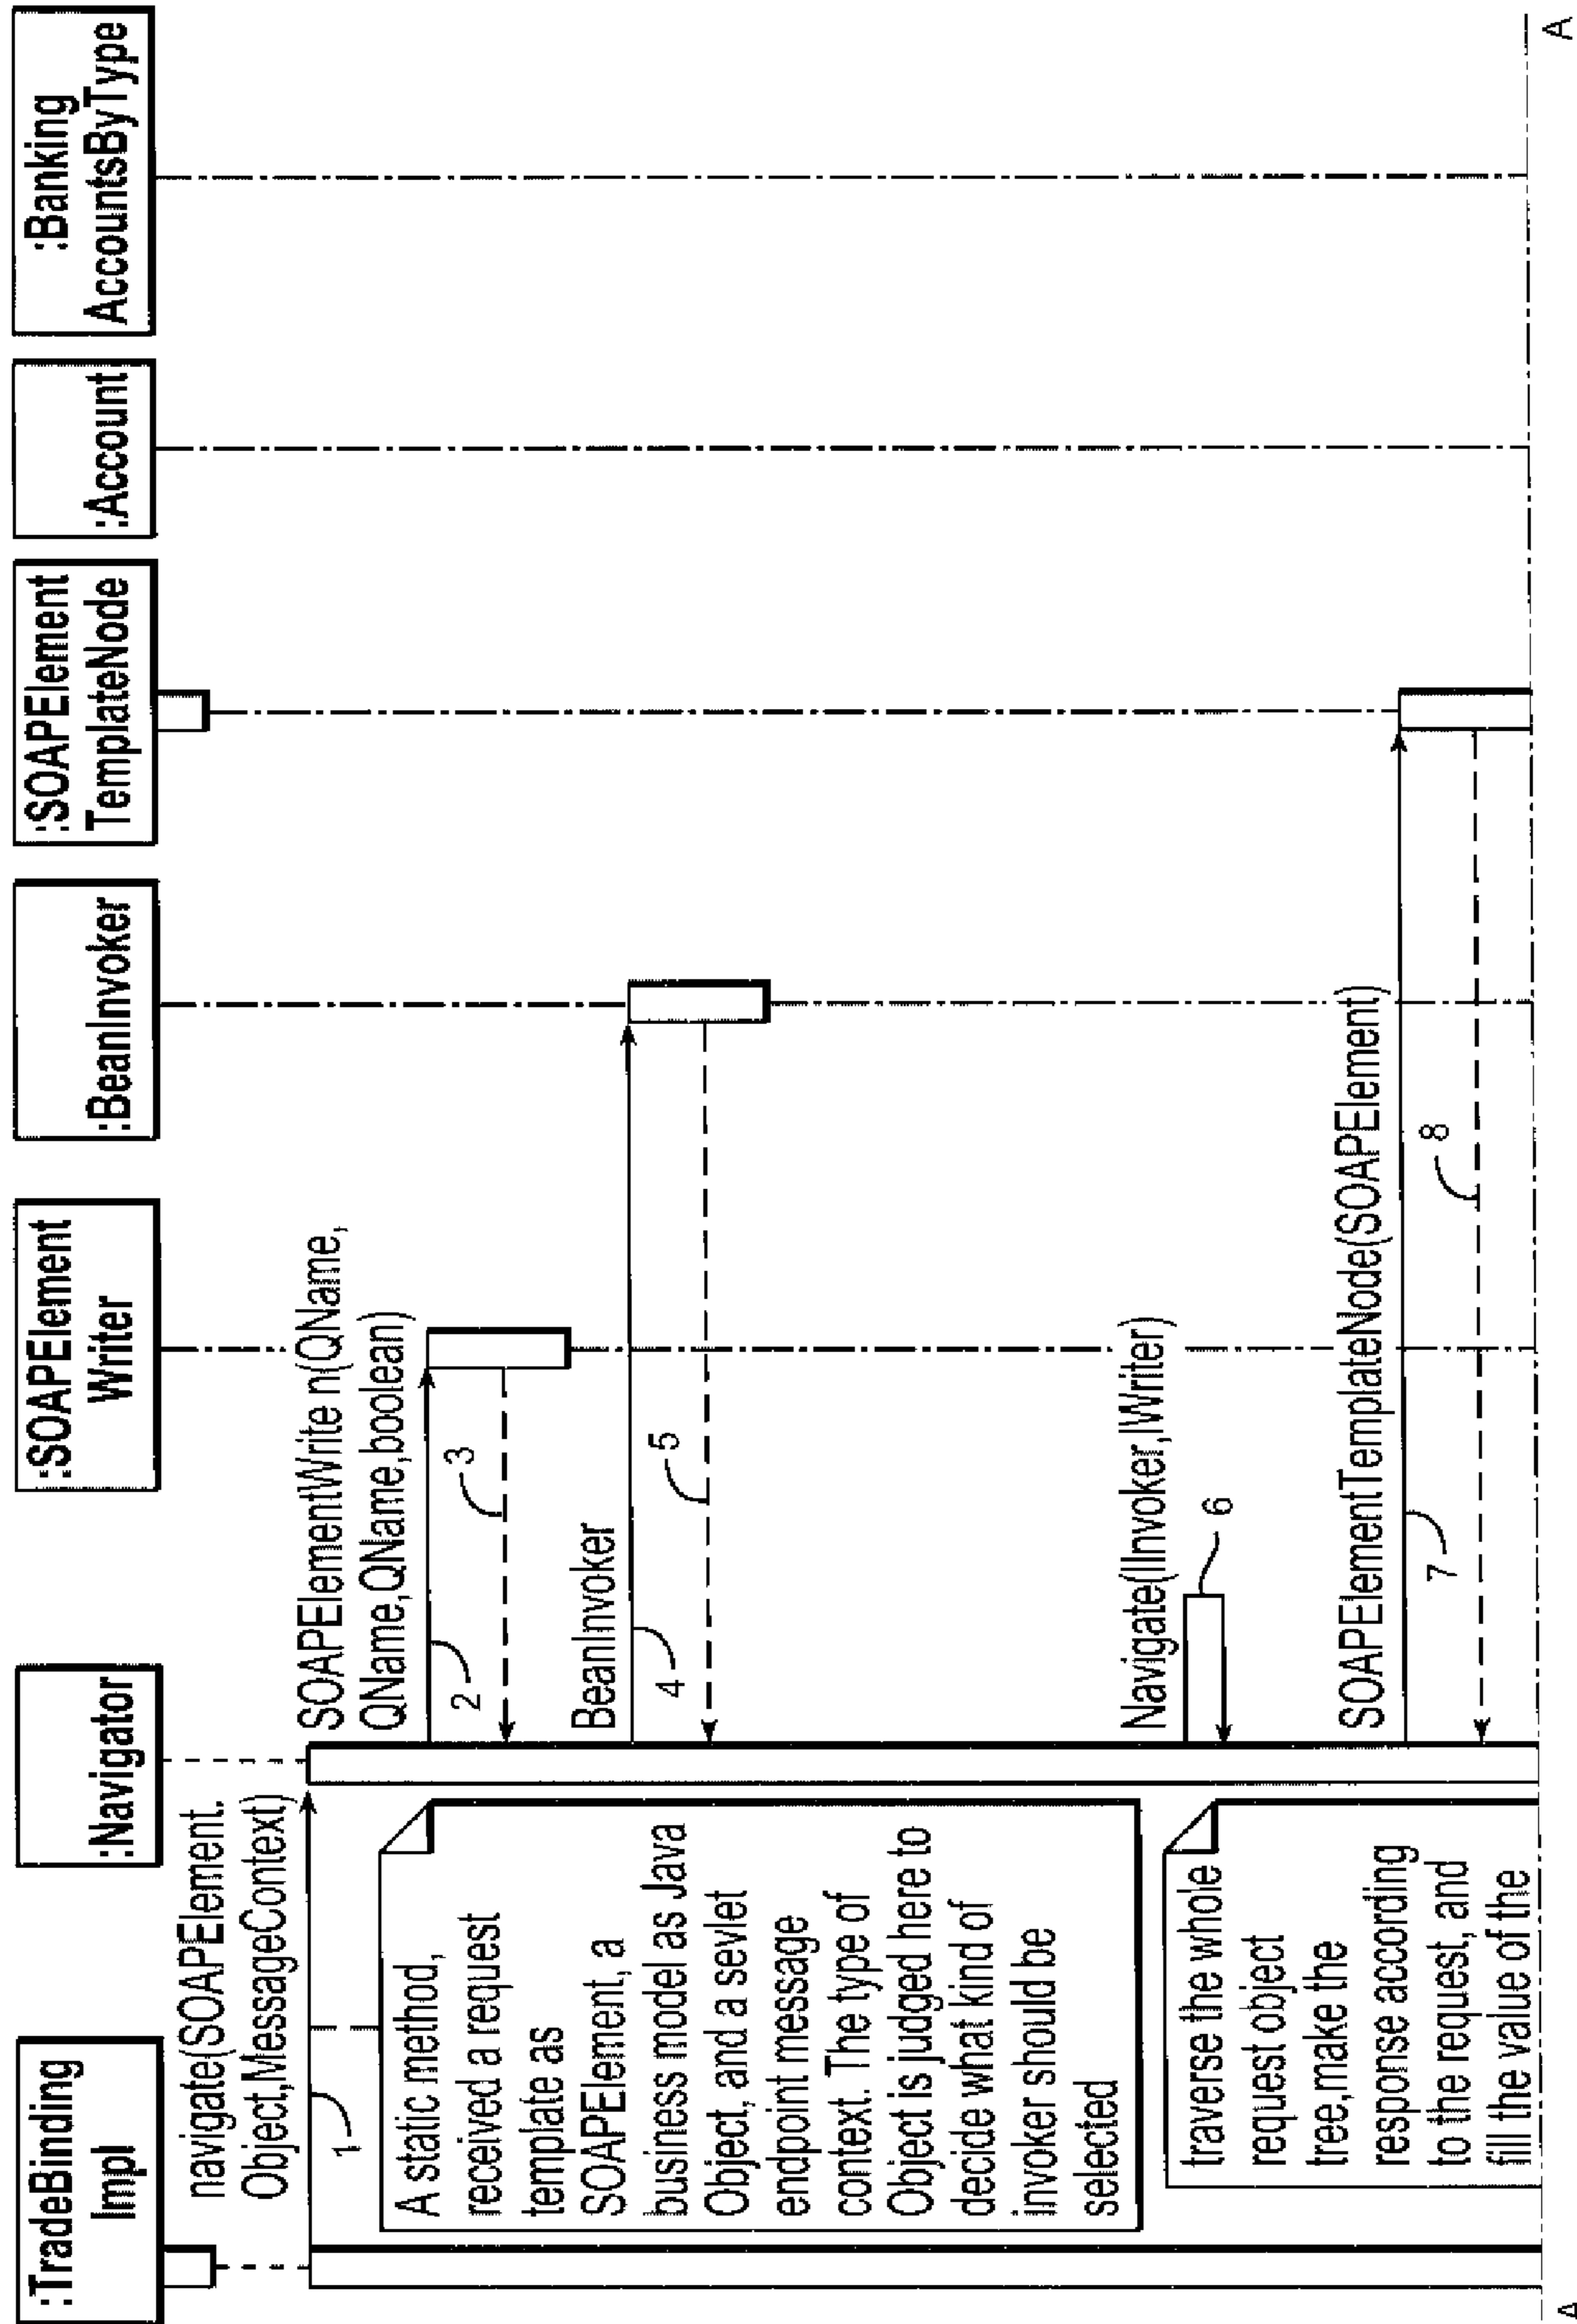 :TradeBinding
Impl
:Navigator
:SOAPElement
Writer
:BeanInvoker
:SOAPElement
TemplateNode
:Account
:Banking
AccountsByType
navigate(SOAPElement.
Object,MessageContext)
1
A static method,
received a request
template as
SOAPElement, a
business model as Java
Object, and a sevlet
endpoint message
context. The type of
Object is judged here to
decide what kind of
invoker should be
selected
SOAPElementWrite n(QName,
QName,QName,boolean)
2
3
BeanInvoker
4
5
Navigate(IInvoker,IWriter)
6
traverse the whole
request object
tree,make the
response according
to the request, and
fill the value of the
SOAPElementTemplateNode(SOAPElement)
7
8
A
A